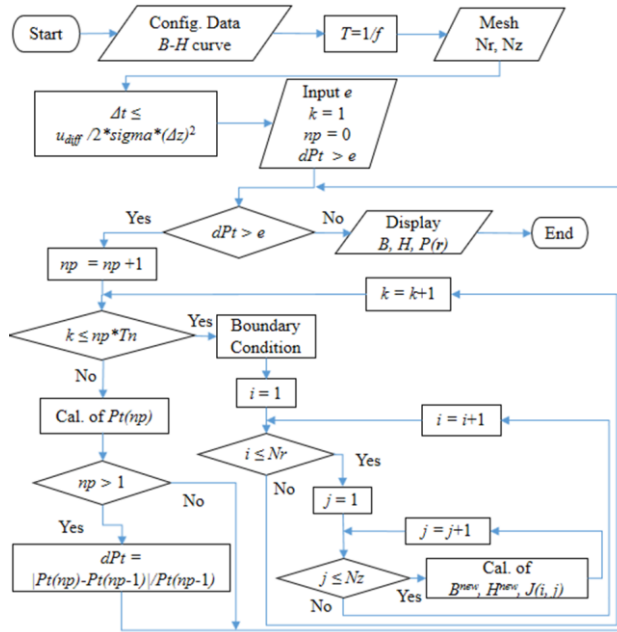 Start
Config. Data
B-H curve
T=1/f
Mesh
Nr, Nz
Δt ≤
u_diff /2*sigma*(Δz)²
Input e
k = 1
np = 0
dPt > e
Yes
dPt > e
No
Display
B, H, P(r)
End
np = np +1
k = k+1
k ≤ np*Tn
Yes
Boundary
Condition
No
i = 1
Cal. of Pt(np)
i = i+1
i ≤ Nr
Yes
np > 1
No
No
j = 1
Yes
j = j+1
dPt =
|Pt(np)-Pt(np-1)|/Pt(np-1)
j ≤ Nz
Cal. of
B^new, H^new, J(i, j)
No
Yes